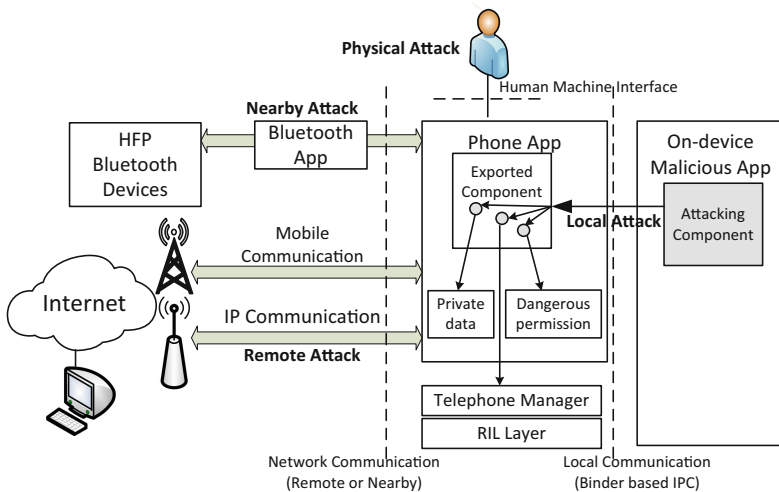 Physical Attack
Human Machine Interface
Nearby Attack
HFP
Bluetooth
Devices
Bluetooth
App
Phone App
Exported
Component
On-device
Malicious App
Attacking
Component
Local Attack
Mobile
Communication
Internet
IP Communication
Remote Attack
Private
data
Dangerous
permission
Telephone Manager
RIL Layer
Network Communication
(Remote or Nearby)
Local Communication
(Binder based IPC)